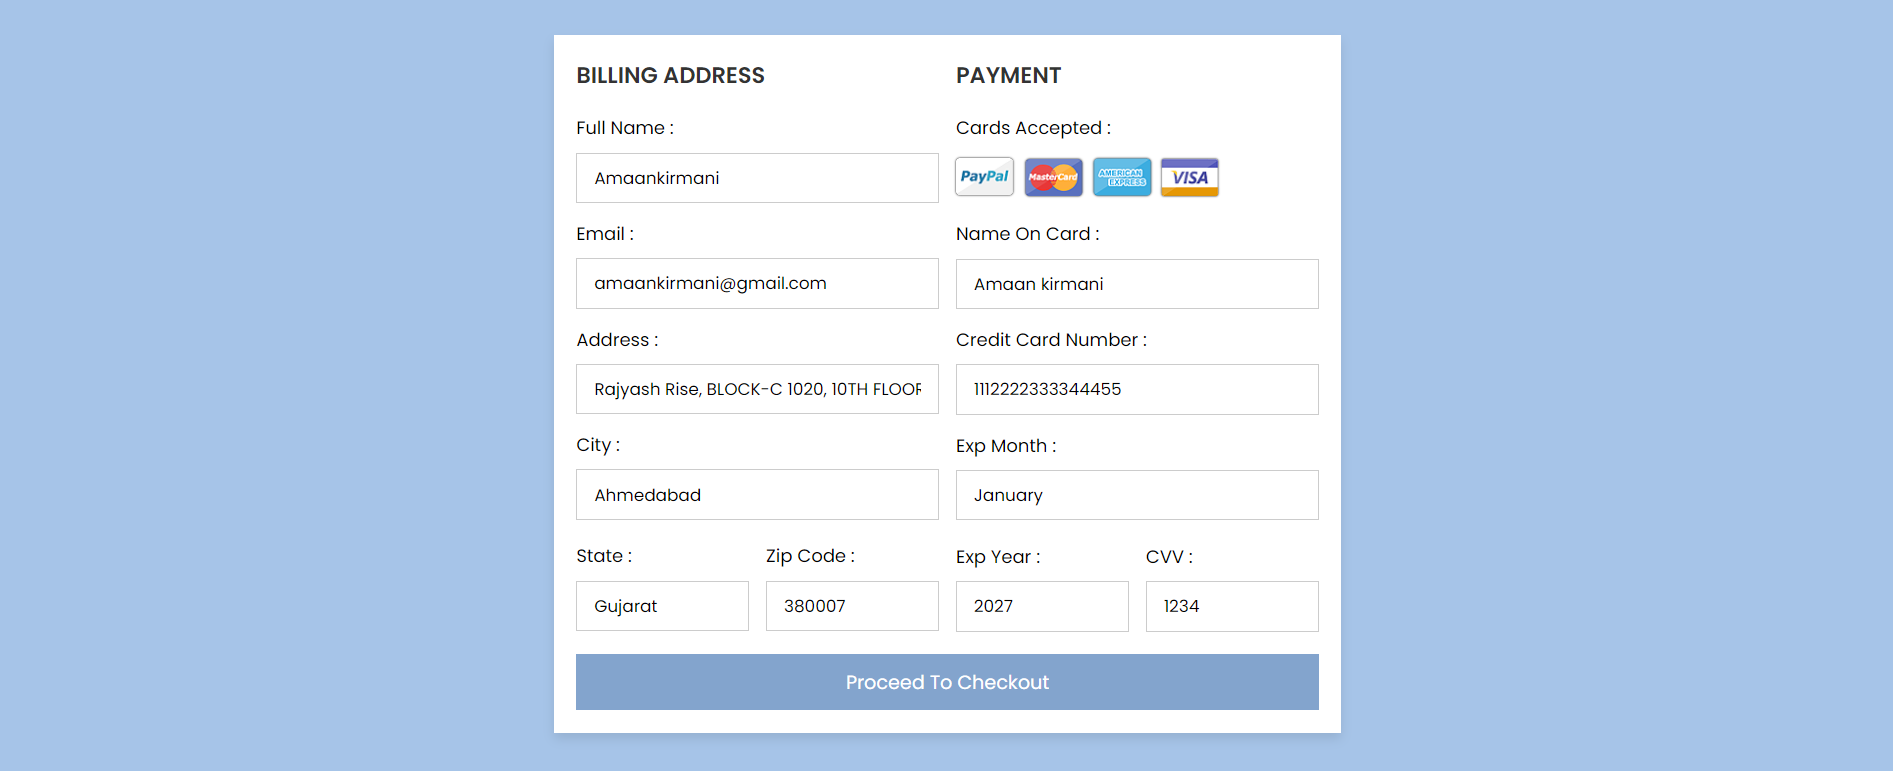 BILLING ADDRESS
Full Name :
Amaankirmani
Email :
amaankirmani@gmail.com
Address :
Rajyash Rise, BLOCK-C 1020, 10TH FLOOR
City :
Ahmedabad
State :
Zip Code :
Gujarat
380007
PAYMENT
Cards Accepted :
PayPal
MasterCard
AMERICAN
EXPRESS
VISA
Name On Card :
Amaan kirmani
Credit Card Number :
1112222333344455
Exp Month :
January
Exp Year :
CVV :
2027
1234
Proceed To Checkout